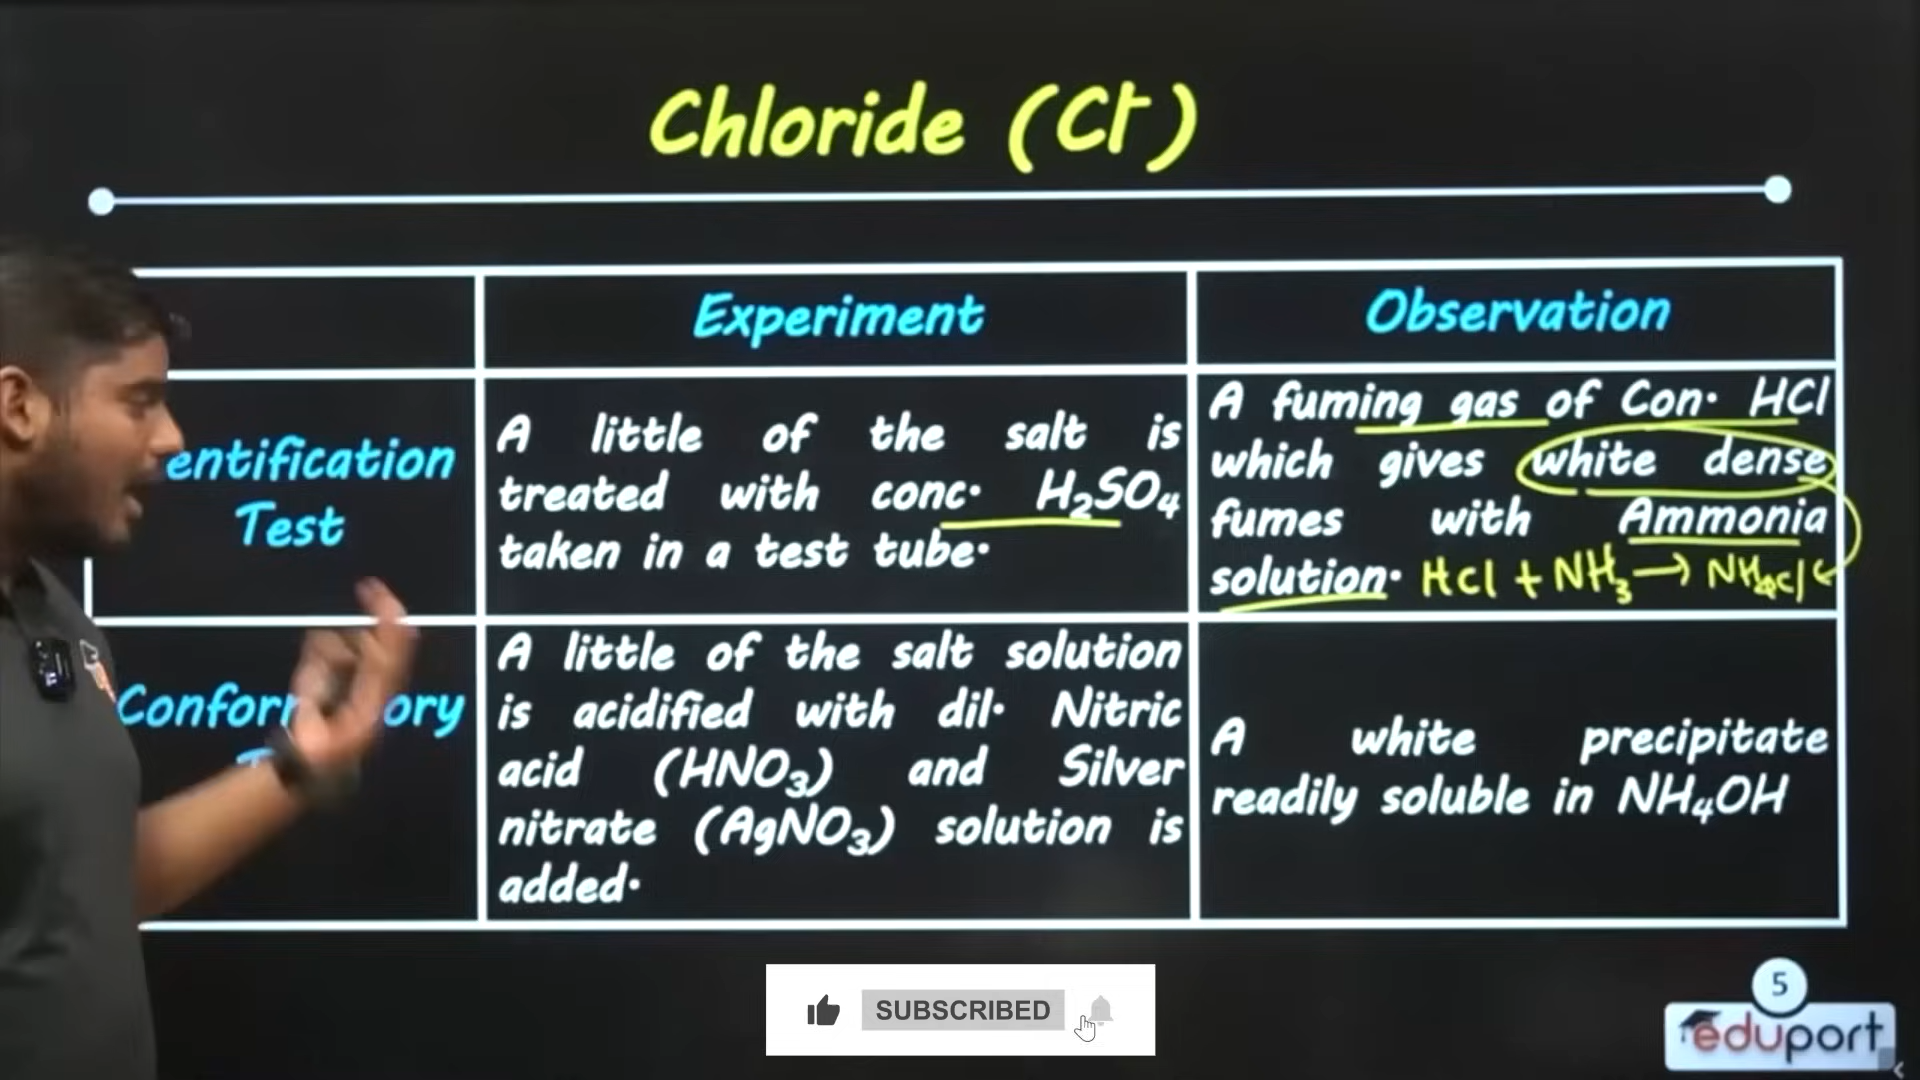 Chloride (Cl⁻)
Experiment
Observation
entification
Test
A little of the salt is
treated with conc. H₂SO₄
taken in a test tube.
A fuming gas of Con. HCl
which gives white dense
fumes with Ammonia
solution. HCl + NH₃ → NH₄Cl
Confor ory
A little of the salt solution
is acidified with dil. Nitric
acid (HNO₃) and Silver
nitrate (AgNO₃) solution is
added.
A white precipitate
readily soluble in NH₄OH
SUBSCRIBED
5
eduport